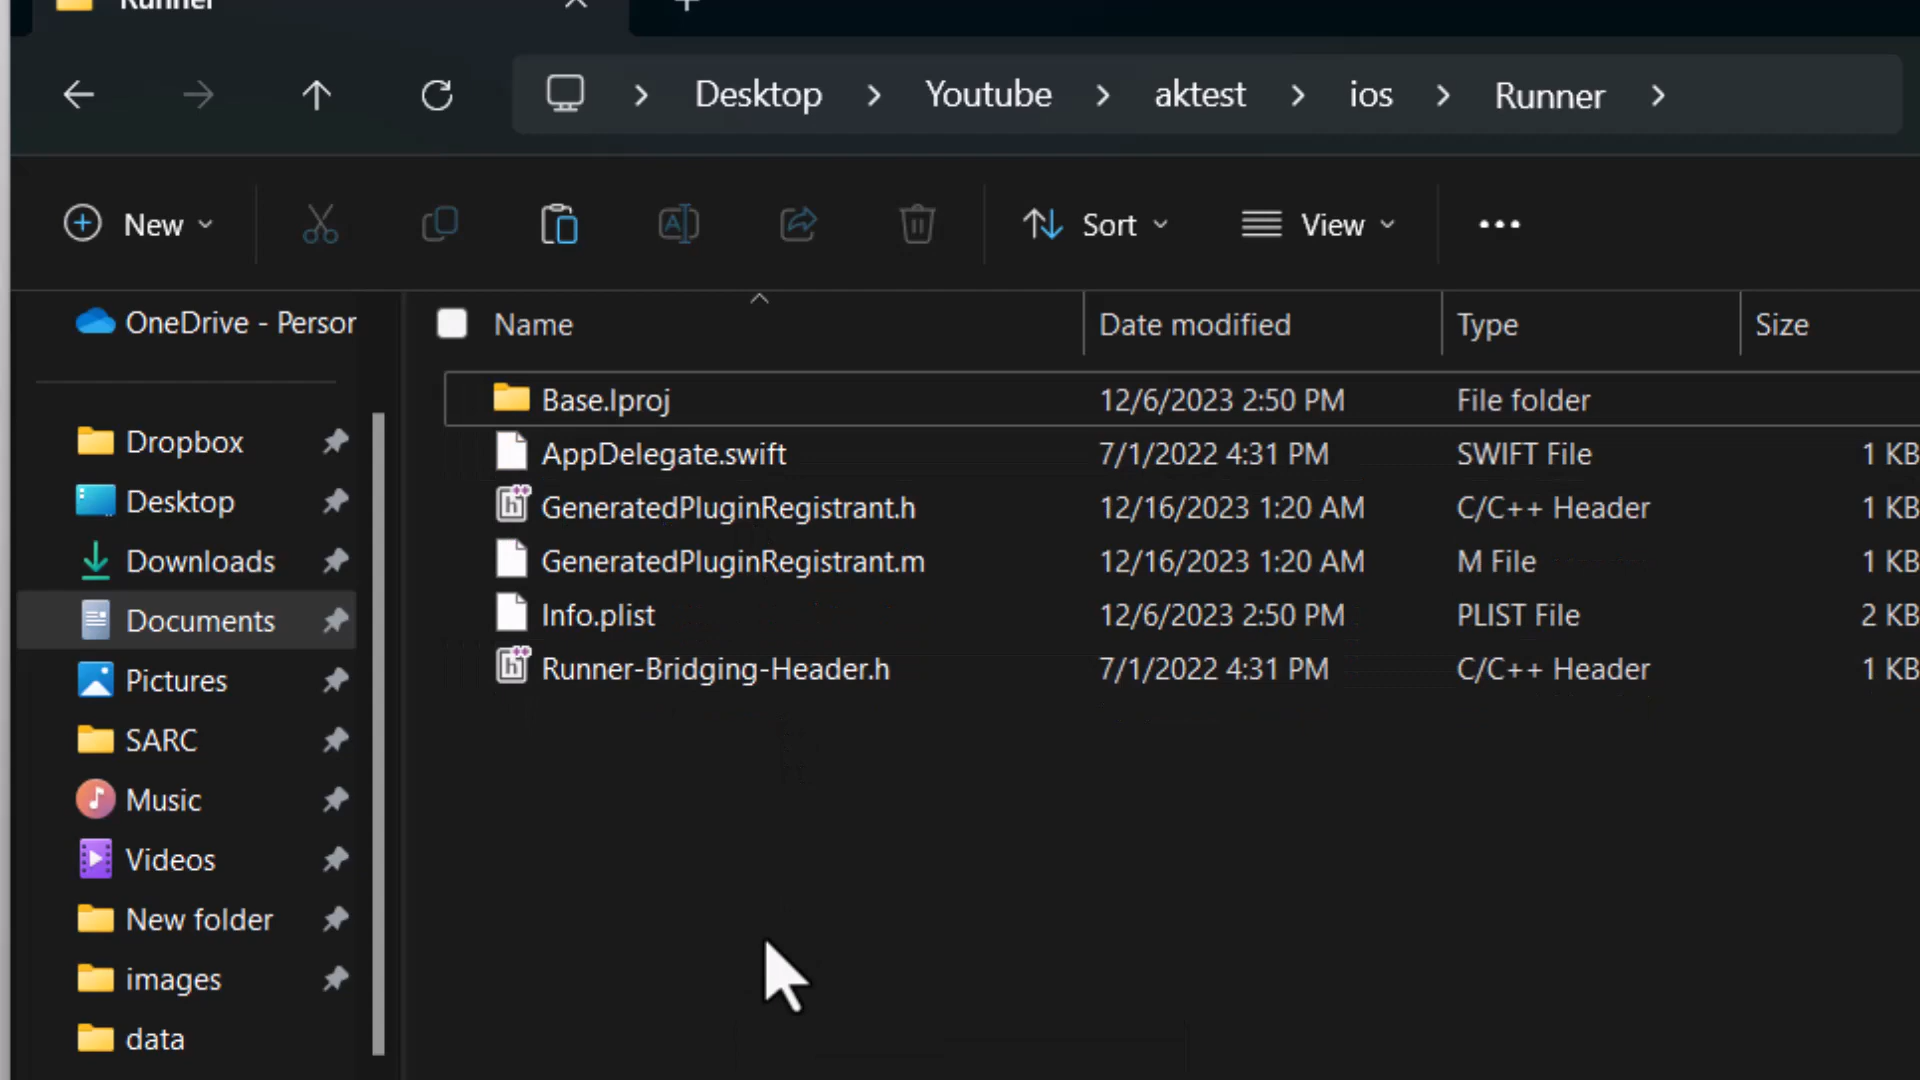 Runner
Desktop Youtube aktest ios Runner
New Sort View
OneDrive - Persor
Dropbox
Desktop
Downloads
Documents
Pictures
SARC
Music
Videos
New folder
images
data
Name Date modified Type Size
Base.lproj 12/6/2023 2:50 PM File folder
AppDelegate.swift 7/1/2022 4:31 PM SWIFT File 1 KB
GeneratedPluginRegistrant.h 12/16/2023 1:20 AM C/C++ Header 1 KB
GeneratedPluginRegistrant.m 12/16/2023 1:20 AM M File 1 KB
Info.plist 12/6/2023 2:50 PM PLIST File 2 KB
Runner-Bridging-Header.h 7/1/2022 4:31 PM C/C++ Header 1 KB